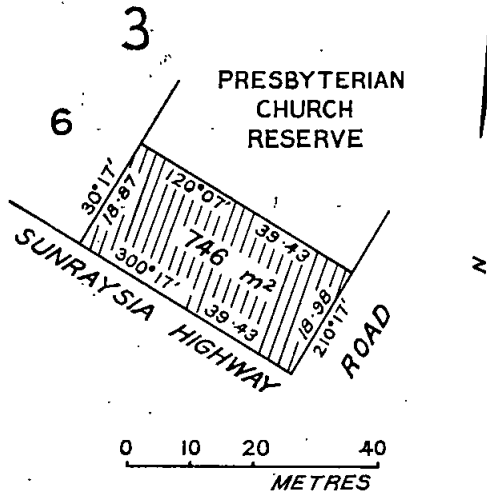 3
PRESBYTERIAN
CHURCH
RESERVE
6
120°07'
39·43
30°17'
18·87
746 m²
18·98
210°17'
300°17'
39·43
SUNRAYSIA HIGHWAY
ROAD
N
0 10 20 40
METRES